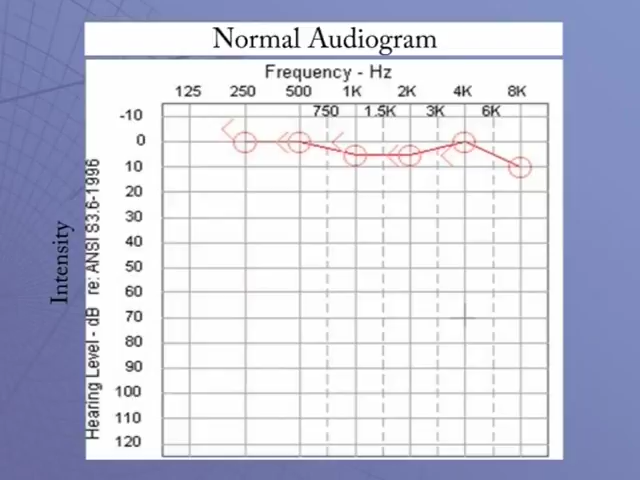 Normal Audiogram
Frequency - Hz
125 250 500 1K 2K 4K 8K
750 1.5K 3K 6K
-10
0
10
20
30
40
50
60
70
80
90
100
110
120
Hearing Level - dB re: ANSI S3.6-1996
Intensity